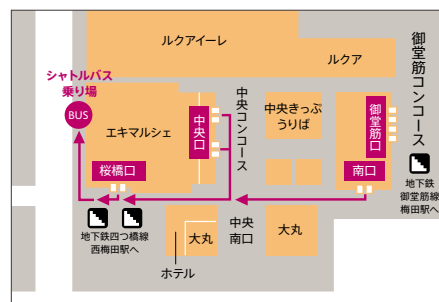 ルクアイーレ
ルクア
御堂筋コンコース
シャトルバス
乗り場
BUS
エキマルシェ
中央口
中央コンコース
中央きっぷ
うりば
御堂筋口
桜橋口
南口
地下鉄
御堂筋線
梅田駅へ
地下鉄四つ橋線
西梅田駅へ
ホテル
大丸
中央
南口
大丸